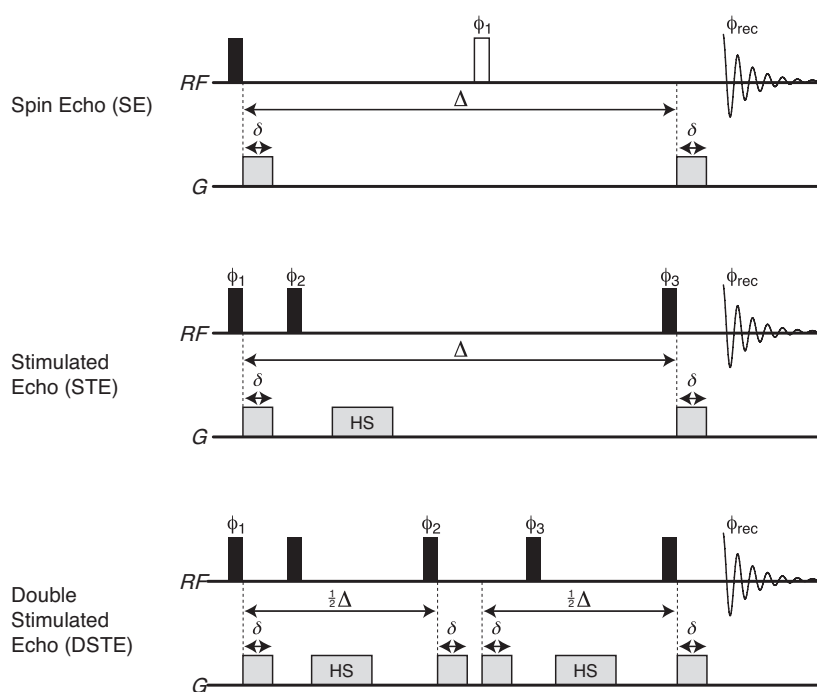 ϕ1 ϕrec
RF
Spin Echo (SE)
Δ
δ δ
G
ϕ1 ϕ2 ϕ3 ϕrec
RF
Δ
Stimulated
Echo (STE)
δ δ
HS
G
ϕ1 ϕ2 ϕ3 ϕrec
RF
½Δ ½Δ
Double
Stimulated
Echo (DSTE)
δ δ δ δ
HS HS
G